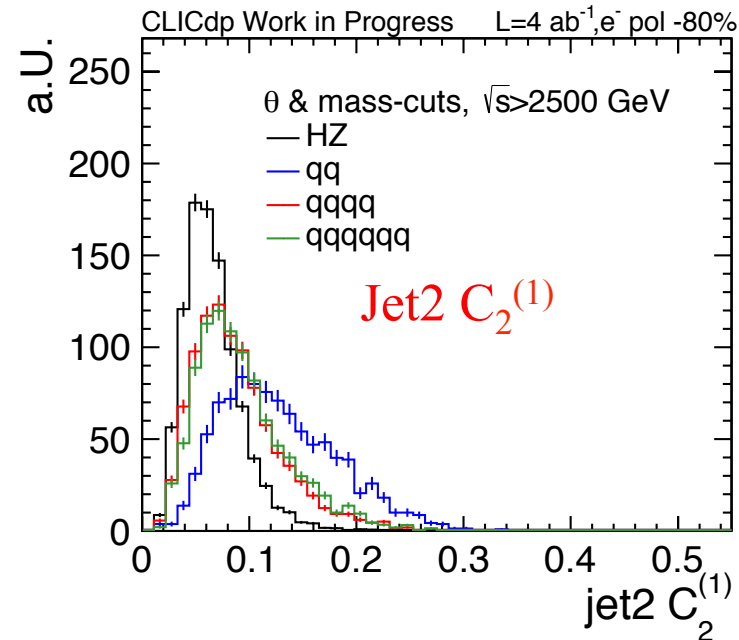 CLICdp Work in Progress L=4 ab⁻¹,e⁻ pol -80%
a.U.
θ & mass-cuts, √s>2500 GeV
HZ
qq
qqqq
qqqqqq
Jet2 C₂⁽¹⁾
250
200
150
100
50
0
0 0.1 0.2 0.3 0.4 0.5
jet2 C₂⁽¹⁾